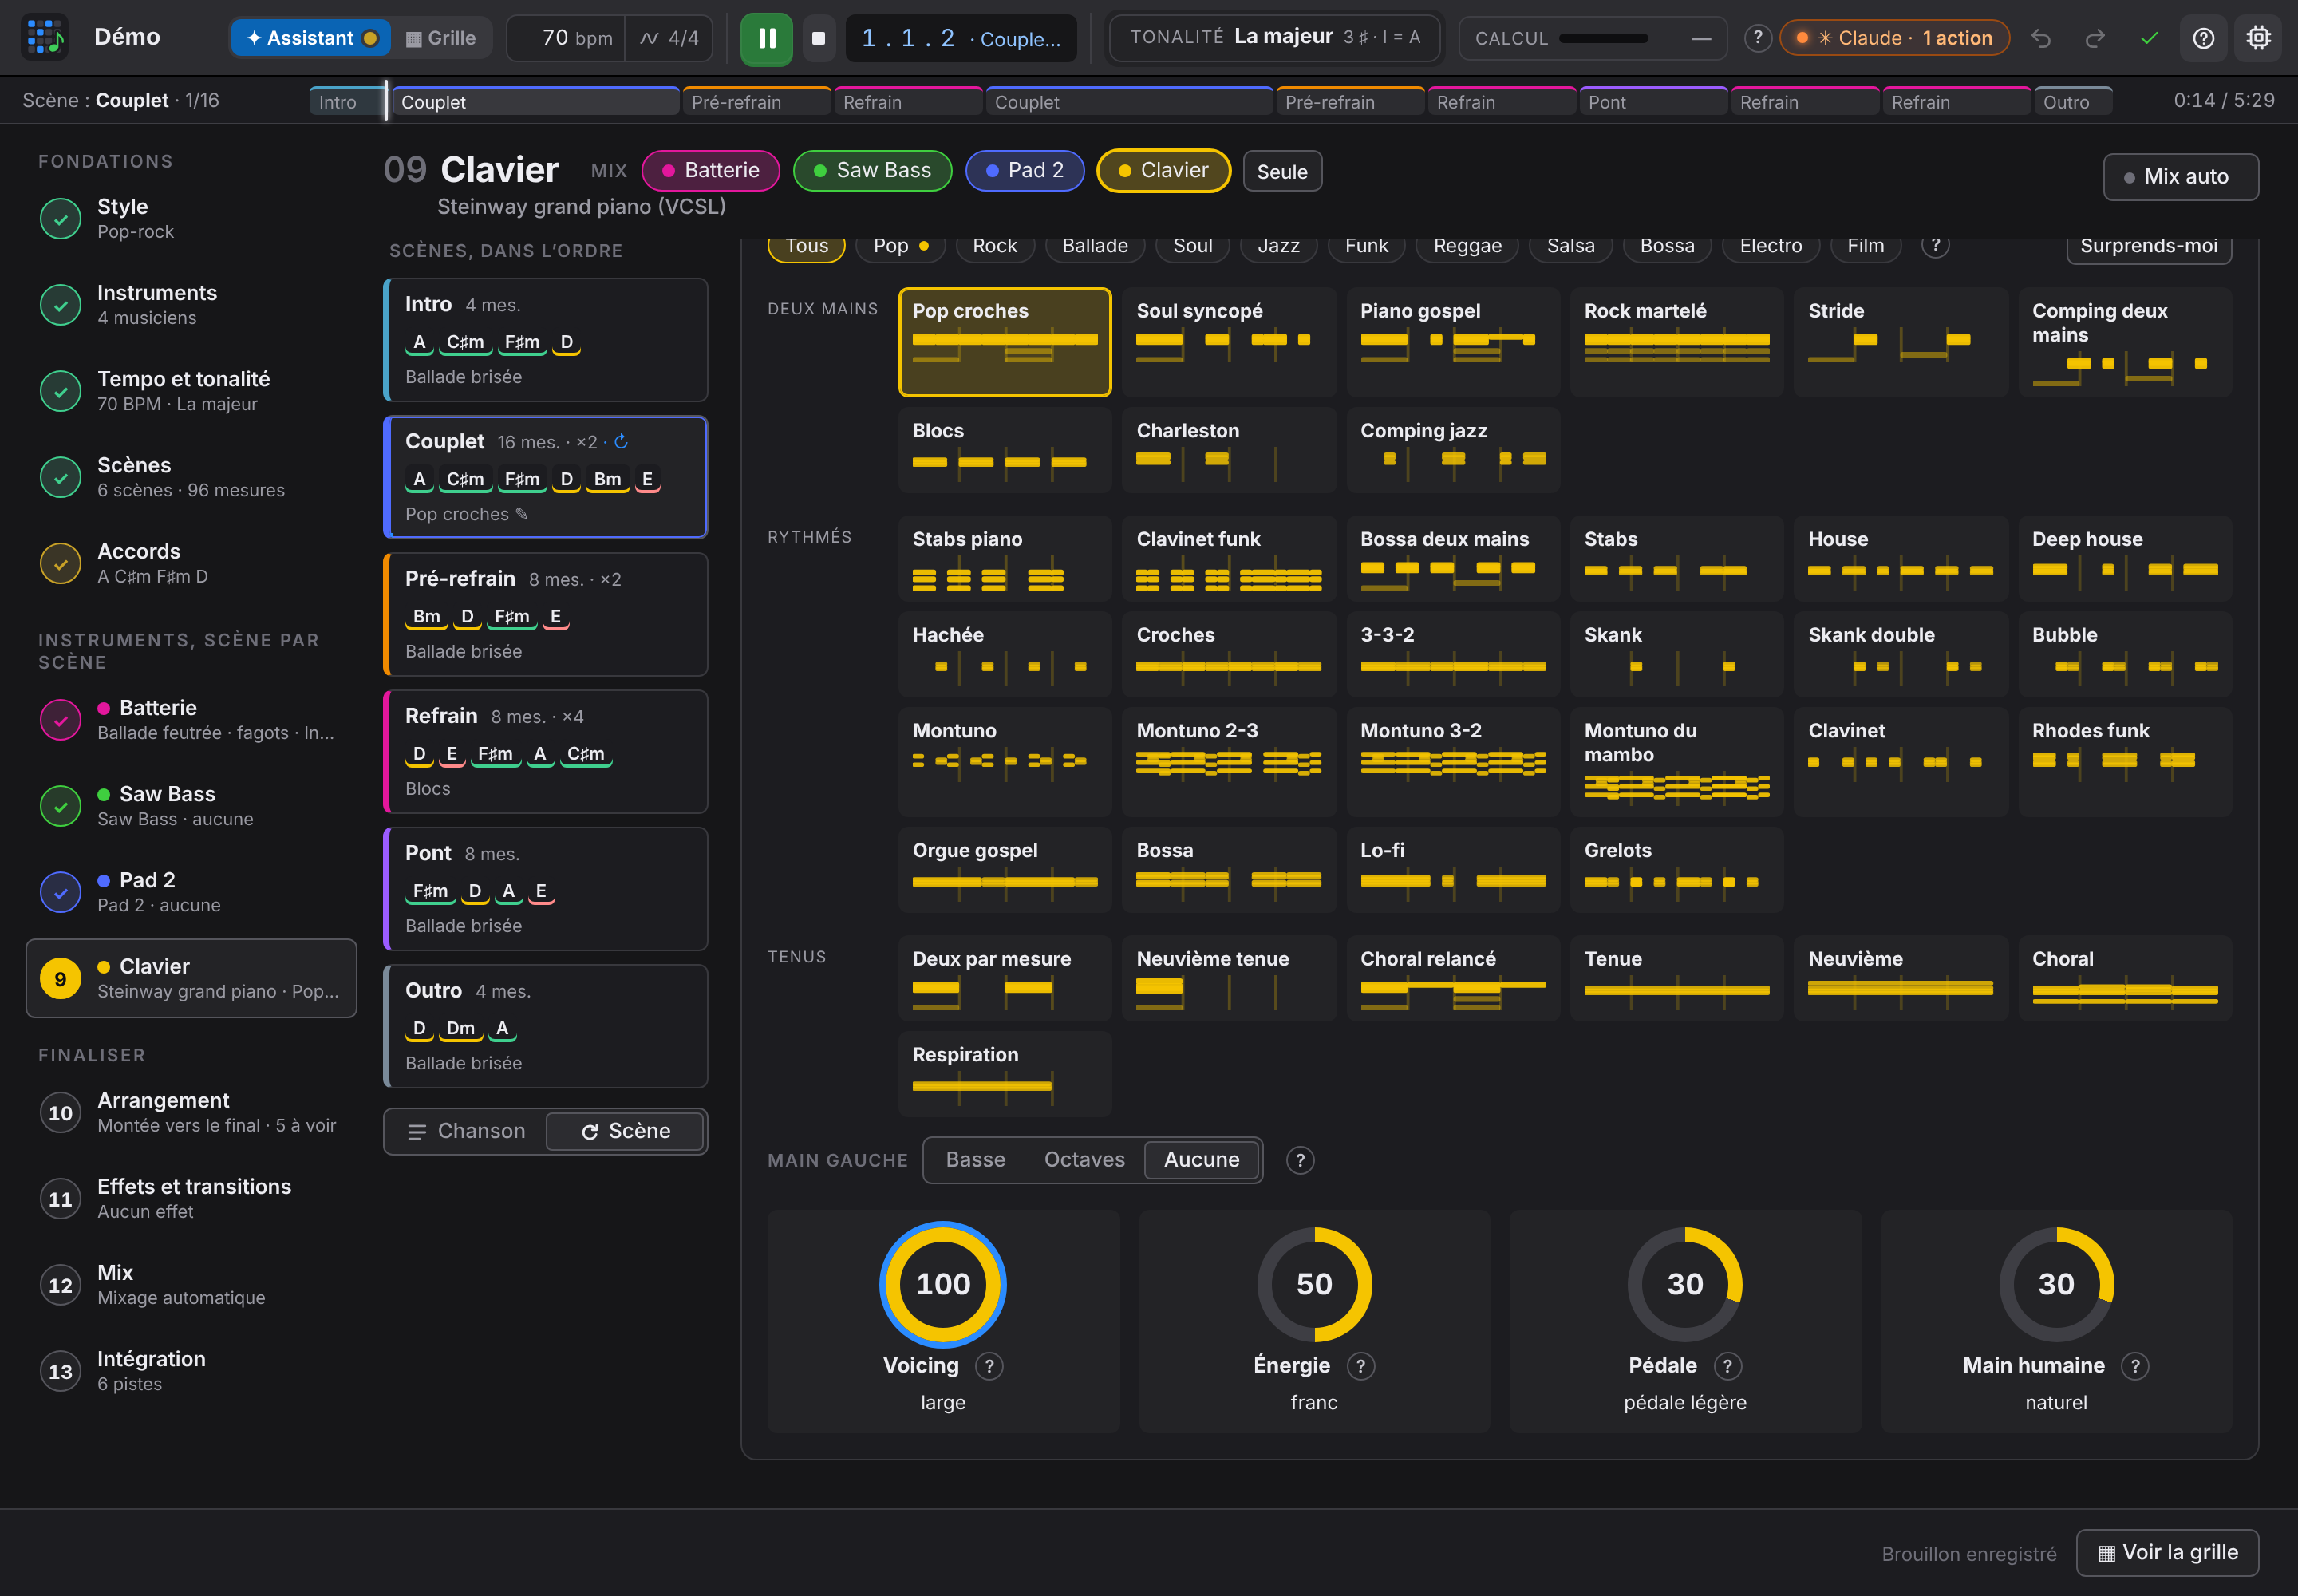 Démo
✦ Assistant
▦ Grille
70 bpm
4/4
1.1.2 · Couple...
TONALITÉ La majeur 3 ♯ · I = A
CALCUL —
?
✳ Claude · 1 action
Scène : Couplet · 1/16
Intro
Couplet
Pré-refrain
Refrain
Couplet
Pré-refrain
Refrain
Pont
Refrain
Refrain
Outro
0:14 / 5:29
FONDATIONS
Style
Pop-rock
Instruments
4 musiciens
Tempo et tonalité
70 BPM · La majeur
Scènes
6 scènes · 96 mesures
Accords
A C♯m F♯m D
INSTRUMENTS, SCÈNE PAR
SCÈNE
Batterie
Ballade feutrée · fagots · In...
Saw Bass
Saw Bass · aucune
Pad 2
Pad 2 · aucune
9
Clavier
Steinway grand piano · Pop...
FINALISER
10
Arrangement
Montée vers le final · 5 à voir
11
Effets et transitions
Aucun effet
12
Mix
Mixage automatique
13
Intégration
6 pistes
09 Clavier
MIX
Batterie
Saw Bass
Pad 2
Clavier
Seule
Mix auto
Steinway grand piano (VCSL)
SCÈNES, DANS L'ORDRE
Intro 4 mes.
A C♯m F♯m D
Ballade brisée
Couplet 16 mes. · ×2 · ↻
A C♯m F♯m D Bm E
Pop croches ✎
Pré-refrain 8 mes. · ×2
Bm D F♯m E
Ballade brisée
Refrain 8 mes. · ×4
D E F♯m A C♯m
Blocs
Pont 8 mes.
F♯m D A E
Ballade brisée
Outro 4 mes.
D Dm A
Ballade brisée
Chanson
Scène
Tous
Pop
Rock
Ballade
Soul
Jazz
Funk
Reggae
Salsa
Bossa
Electro
Film
?
Surprends-moi
DEUX MAINS
Pop croches
Soul syncopé
Piano gospel
Rock martelé
Stride
Comping deux
mains
Blocs
Charleston
Comping jazz
RYTHMÉS
Stabs piano
Clavinet funk
Bossa deux mains
Stabs
House
Deep house
Hachée
Croches
3-3-2
Skank
Skank double
Bubble
Montuno
Montuno 2-3
Montuno 3-2
Montuno du
mambo
Clavinet
Rhodes funk
Orgue gospel
Bossa
Lo-fi
Grelots
TENUS
Deux par mesure
Neuvième tenue
Choral relancé
Tenue
Neuvième
Choral
Respiration
MAIN GAUCHE
Basse
Octaves
Aucune
?
100
Voicing ?
large
50
Énergie ?
franc
30
Pédale ?
pédale légère
30
Main humaine ?
naturel
Brouillon enregistré
▦ Voir la grille